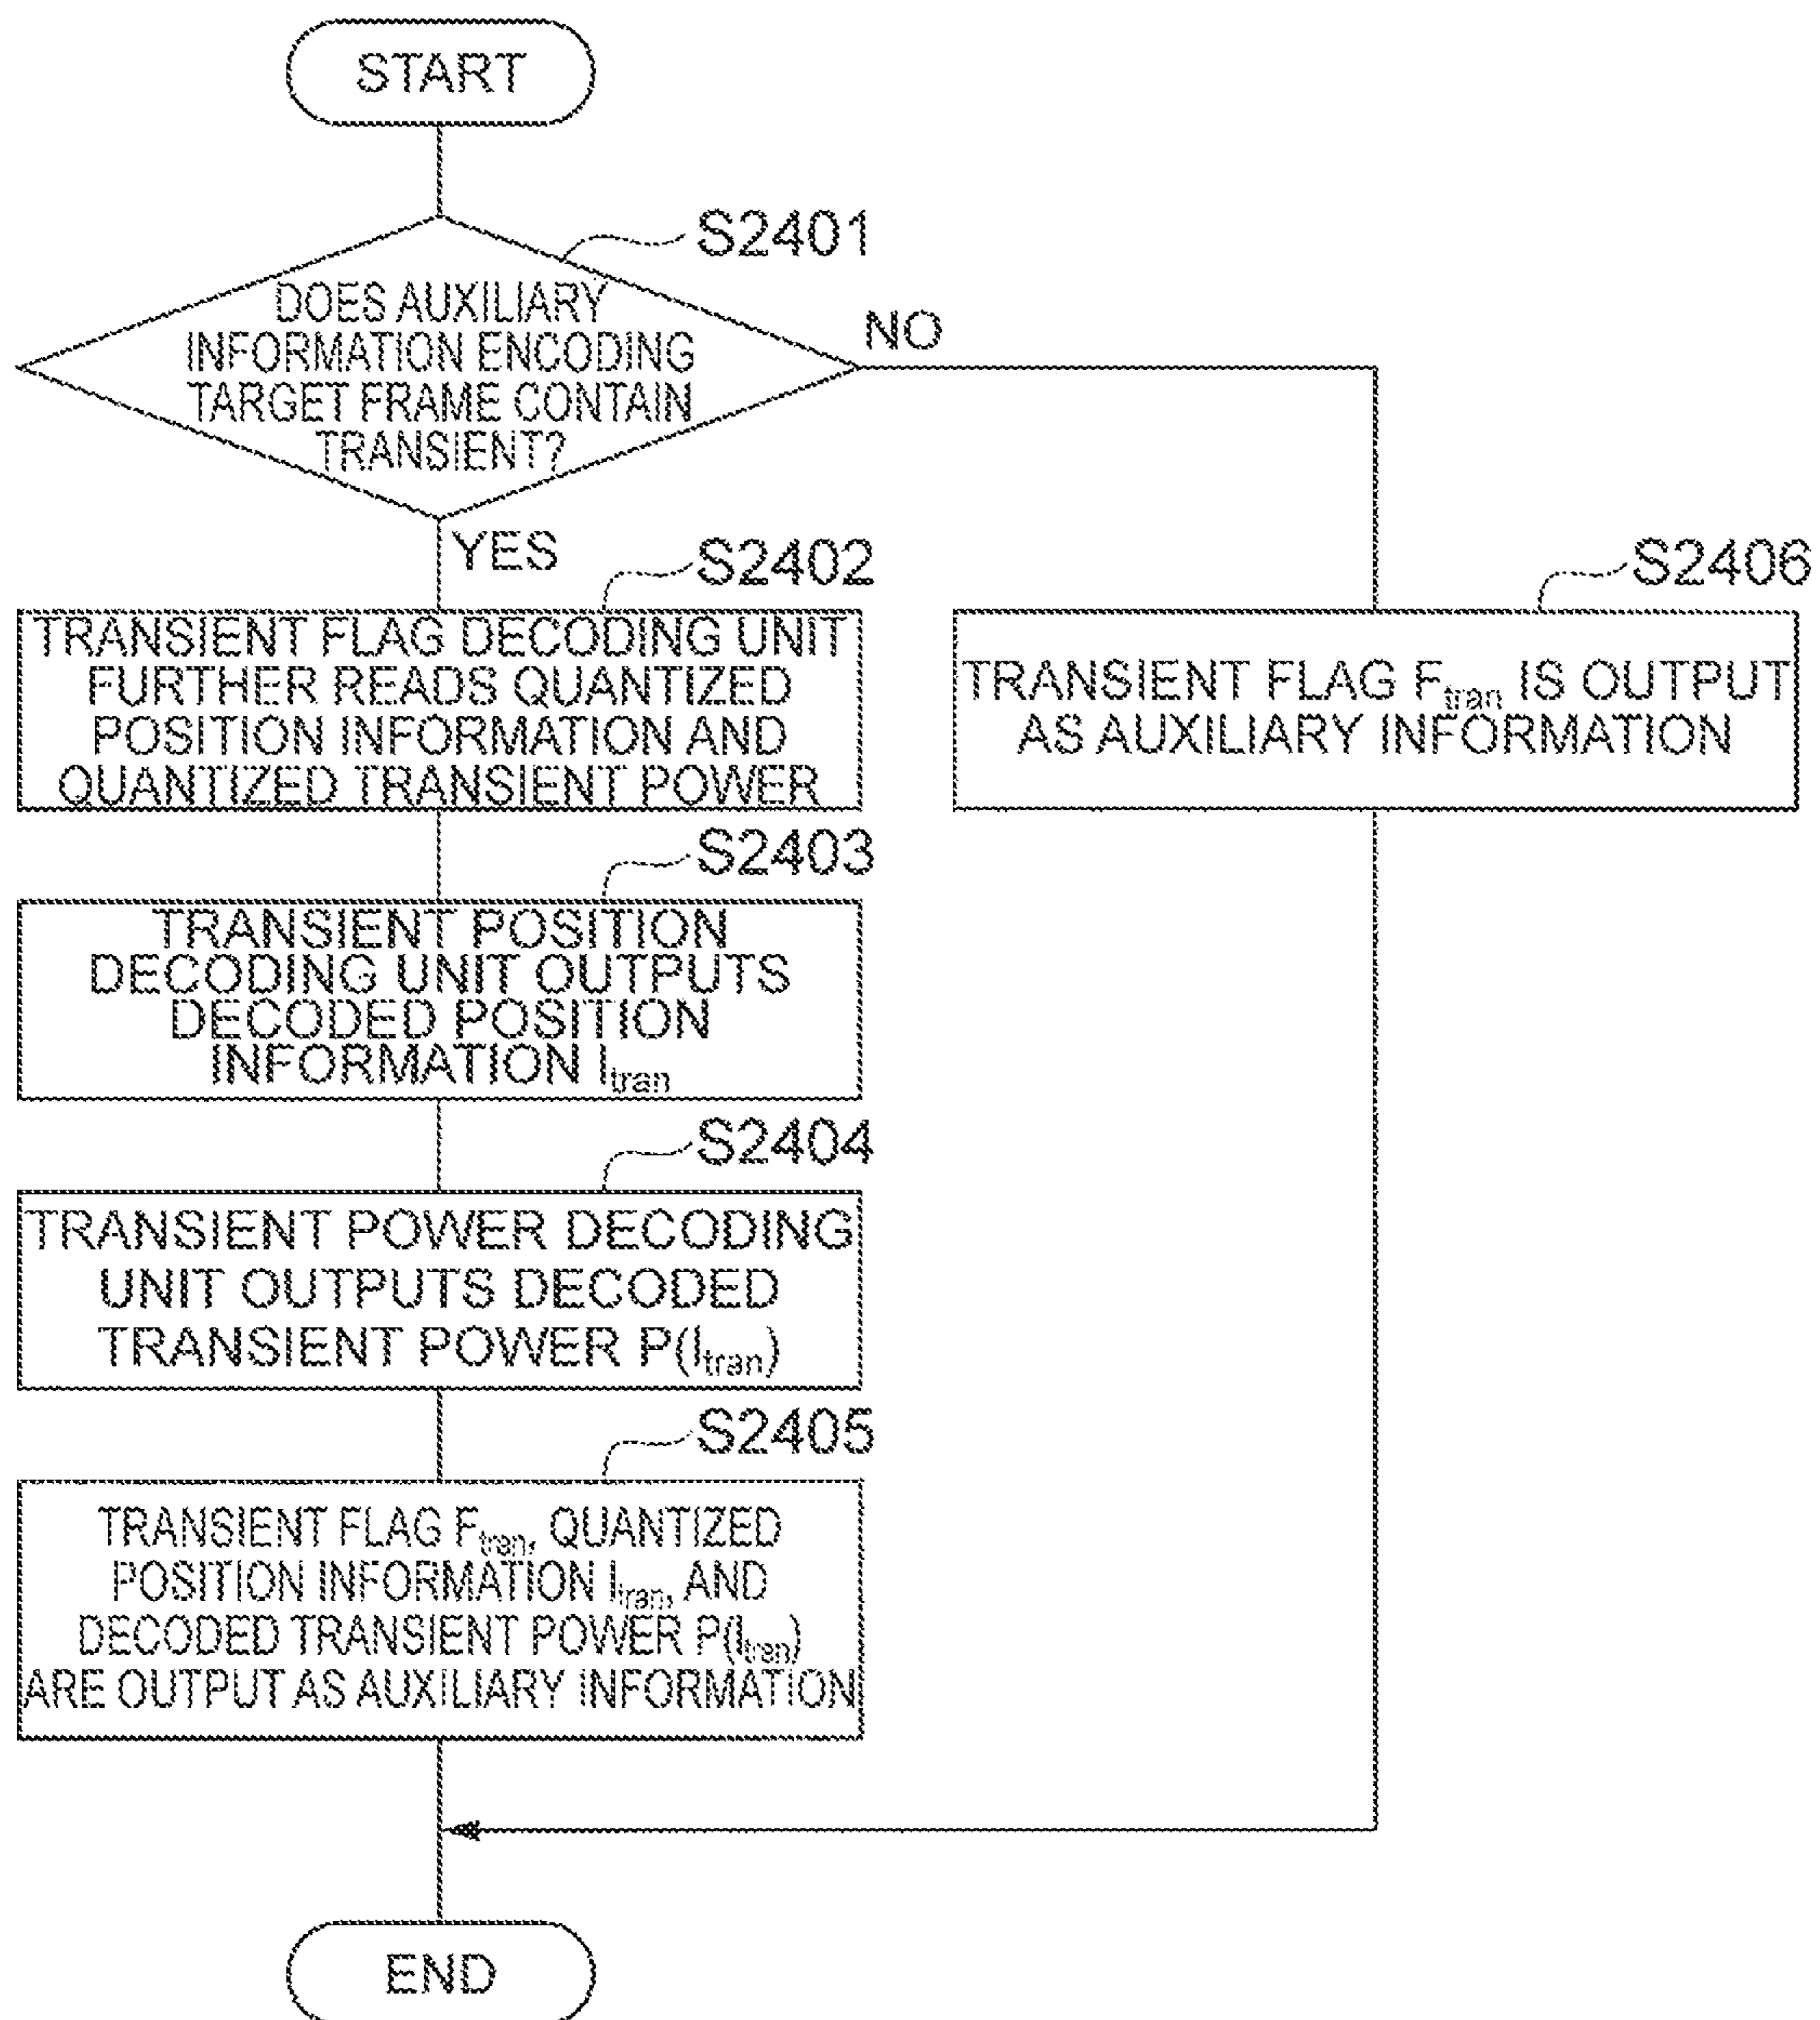 START
S2401
DOES AUXILIARY
INFORMATION ENCODING
TARGET FRAME CONTAIN
TRANSIENT?
NO
YES
S2402
TRANSIENT FLAG DECODING UNIT
FURTHER READS QUANTIZED
POSITION INFORMATION AND
QUANTIZED TRANSIENT POWER
S2406
TRANSIENT FLAG Ftran IS OUTPUT
AS AUXILIARY INFORMATION
S2403
TRANSIENT POSITION
DECODING UNIT OUTPUTS
DECODED POSITION
INFORMATION Itran
S2404
TRANSIENT POWER DECODING
UNIT OUTPUTS DECODED
TRANSIENT POWER P(Itran)
S2405
TRANSIENT FLAG Ftran, QUANTIZED
POSITION INFORMATION Itran, AND
DECODED TRANSIENT POWER P(Itran)
ARE OUTPUT AS AUXILIARY INFORMATION
END